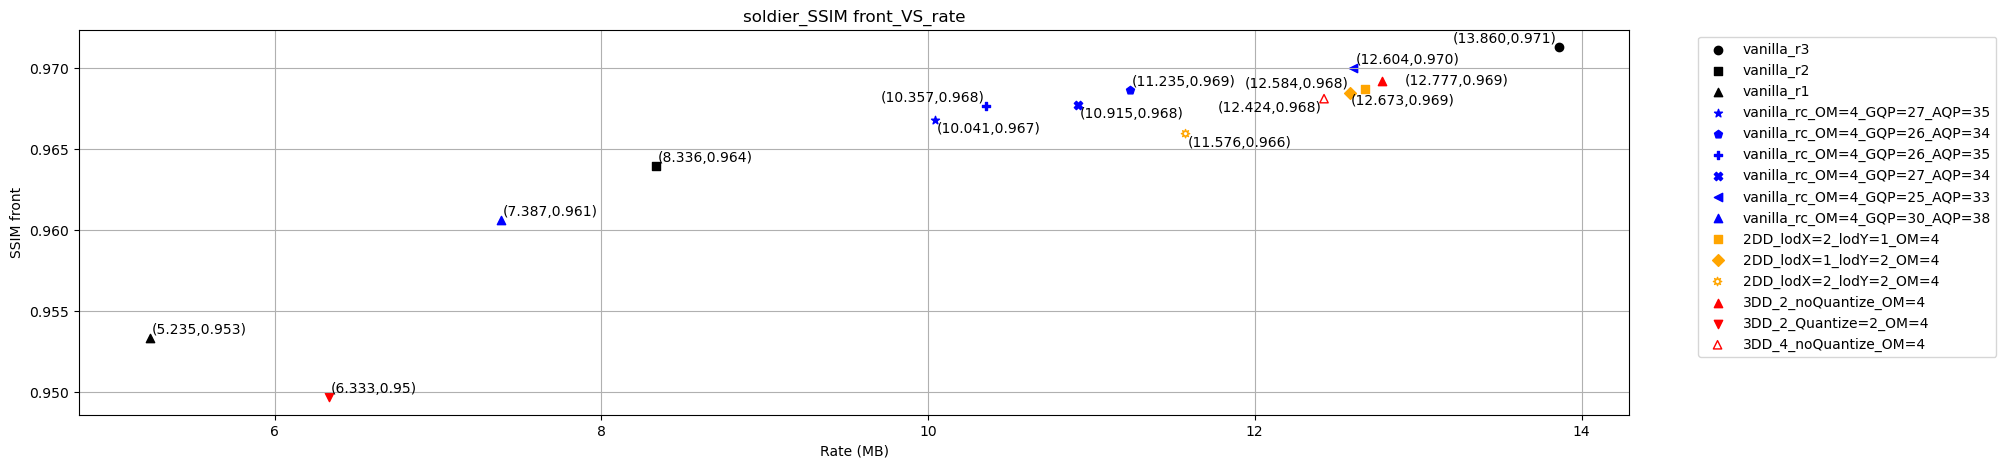 soldier_SSIM front_VS_rate
SSIM front
0.970
0.965
0.960
0.955
0.950
(13.860,0.971)
(12.604,0.970)
(12.777,0.969)
(12.584,0.968)
(12.673,0.969)
(12.424,0.968)
(11.235,0.969)
(10.357,0.968)
(10.915,0.968)
(10.041,0.967)
(11.576,0.966)
(8.336,0.964)
(7.387,0.961)
(5.235,0.953)
(6.333,0.95)
6
8
10
12
14
Rate (MB)
vanilla_r3
vanilla_r2
vanilla_r1
vanilla_rc_OM=4_GQP=27_AQP=35
vanilla_rc_OM=4_GQP=26_AQP=34
vanilla_rc_OM=4_GQP=26_AQP=35
vanilla_rc_OM=4_GQP=27_AQP=34
vanilla_rc_OM=4_GQP=25_AQP=33
vanilla_rc_OM=4_GQP=30_AQP=38
2DD_lodX=2_lodY=1_OM=4
2DD_lodX=1_lodY=2_OM=4
2DD_lodX=2_lodY=2_OM=4
3DD_2_noQuantize_OM=4
3DD_2_Quantize=2_OM=4
3DD_4_noQuantize_OM=4